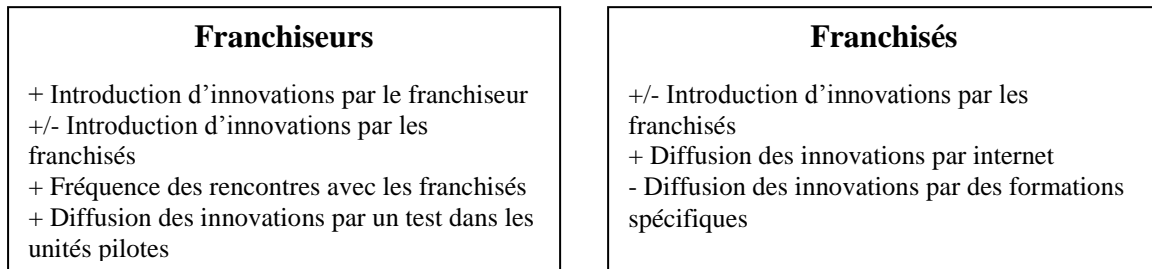 Franchiseurs
+ Introduction d’innovations par le franchiseur
+/- Introduction d’innovations par les
franchisés
+ Fréquence des rencontres avec les franchisés
+ Diffusion des innovations par un test dans les
unités pilotes
Franchisés
+/- Introduction d’innovations par les
franchisés
+ Diffusion des innovations par internet
- Diffusion des innovations par des formations
spécifiques